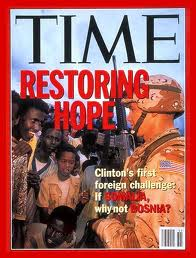 TIME
RESTORING
HOPE
Clinton's first
foreign challenge:
If SOMALIA,
why not BOSNIA?